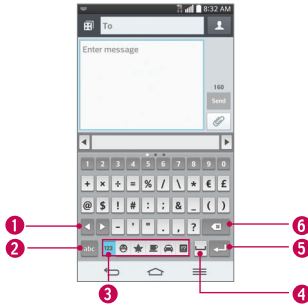 8:32 AM
To
Enter message
160
Send
1 2 3 4 5 6 7 8 9 0
+ × ÷ = % / \ * € £
@ $ ! # : ; & _ ( )
1 - ' " . , ? 6
2 abc 123 5
3 4